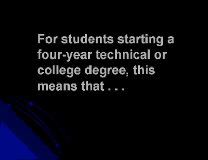 For students starting a
four-year technical or
college degree, this
means that . . .